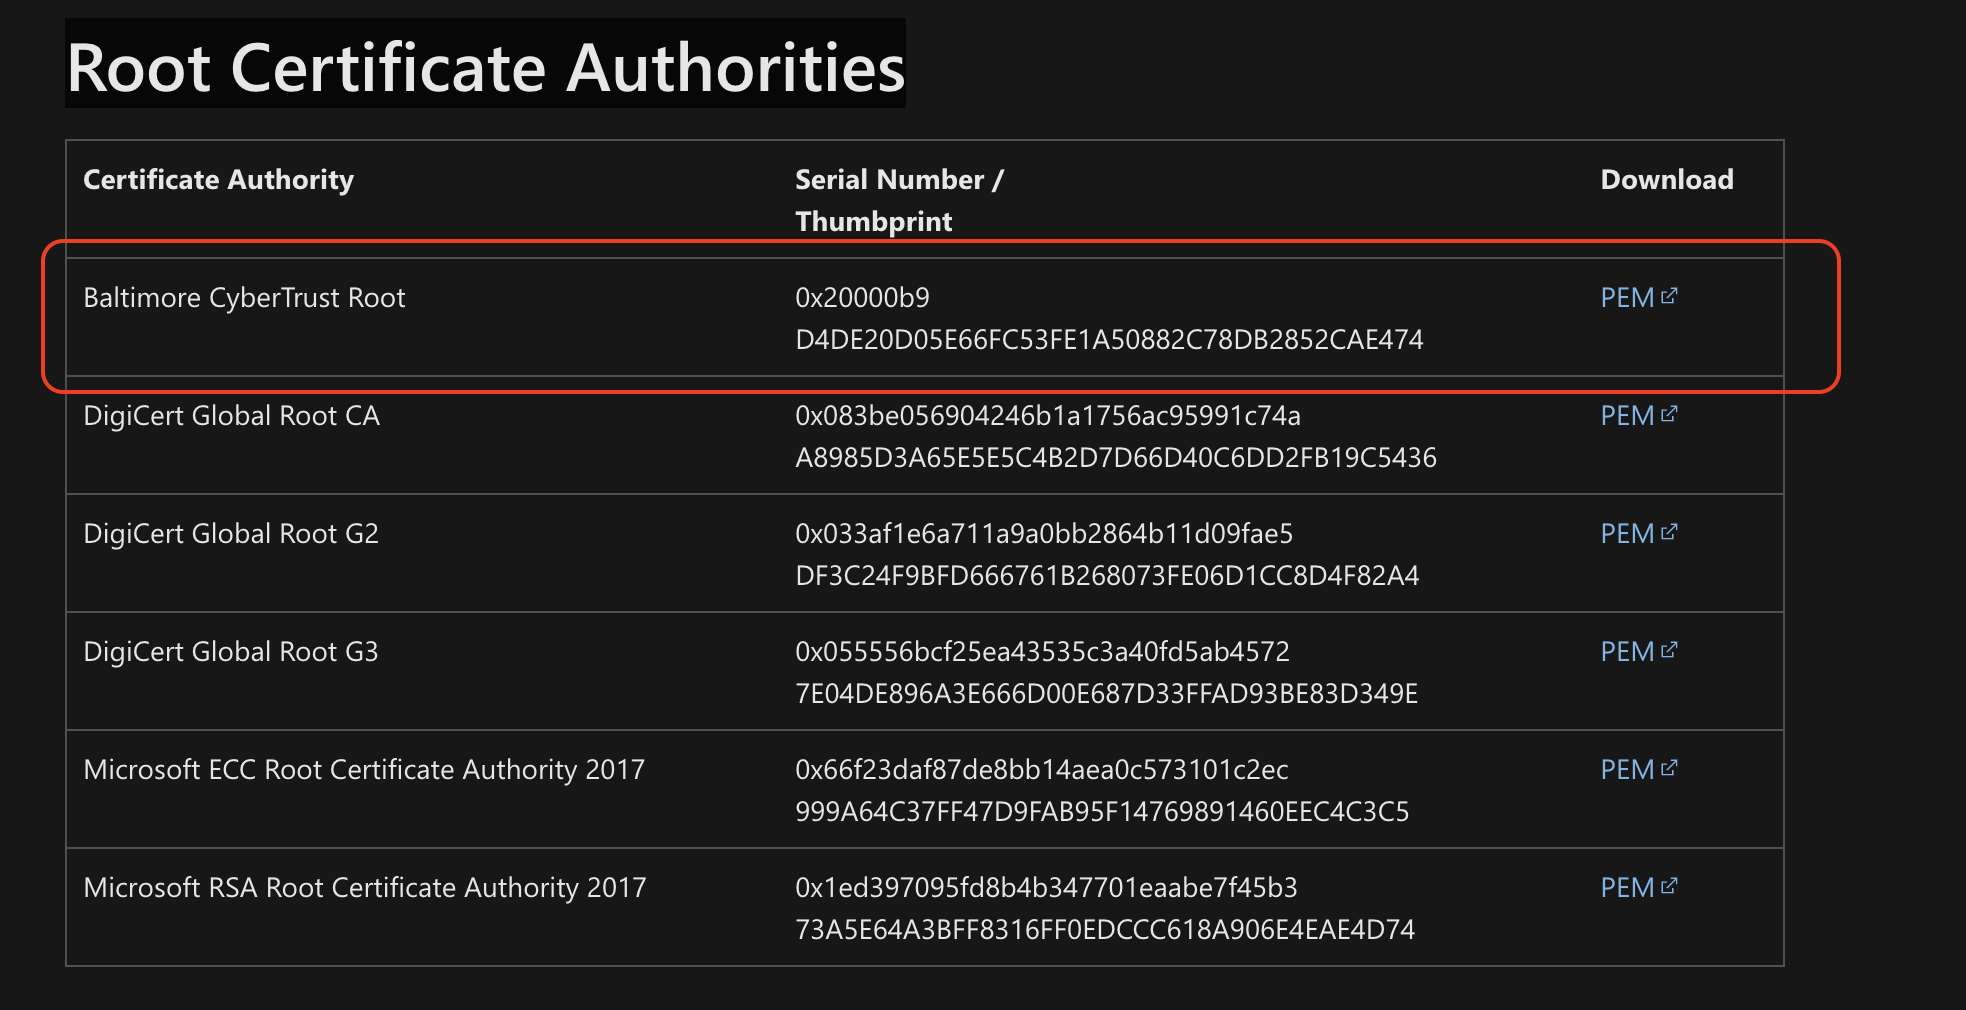 Root Certificate Authorities
Certificate Authority
Serial Number /
Thumbprint
Download
Baltimore CyberTrust Root
0x20000b9
D4DE20D05E66FC53FE1A50882C78DB2852CAE474
PEM
DigiCert Global Root CA
0x083be056904246b1a1756ac95991c74a
A8985D3A65E5E5C4B2D7D66D40C6DD2FB19C5436
PEM
DigiCert Global Root G2
0x033af1e6a711a9a0bb2864b11d09fae5
DF3C24F9BFD666761B268073FE06D1CC8D4F82A4
PEM
DigiCert Global Root G3
0x055556bcf25ea43535c3a40fd5ab4572
7E04DE896A3E666D00E687D33FFAD93BE83D349E
PEM
Microsoft ECC Root Certificate Authority 2017
0x66f23daf87de8bb14aea0c573101c2ec
999A64C37FF47D9FAB95F14769891460EEC4C3C5
PEM
Microsoft RSA Root Certificate Authority 2017
0x1ed397095fd8b4b347701eaabe7f45b3
73A5E64A3BFF8316FF0EDCCC618A906E4EAE4D74
PEM